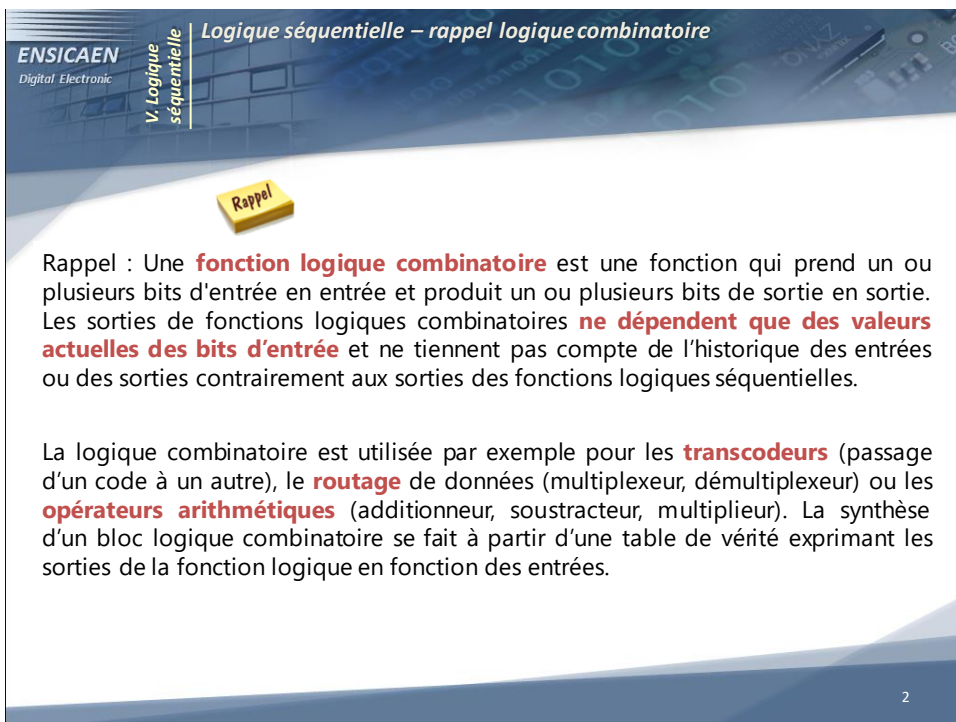 Logique séquentielle – rappel logique combinatoire
ENSICAEN
Digital Electronic
V. Logique
séquentielle
Rappel
Rappel : Une fonction logique combinatoire est une fonction qui prend un ou
plusieurs bits d'entrée en entrée et produit un ou plusieurs bits de sortie en sortie.
Les sorties de fonctions logiques combinatoires ne dépendent que des valeurs
actuelles des bits d’entrée et ne tiennent pas compte de l’historique des entrées
ou des sorties contrairement aux sorties des fonctions logiques séquentielles.
La logique combinatoire est utilisée par exemple pour les transcodeurs (passage
d’un code à un autre), le routage de données (multiplexeur, démultiplexeur) ou les
opérateurs arithmétiques (additionneur, soustracteur, multiplieur). La synthèse
d’un bloc logique combinatoire se fait à partir d’une table de vérité exprimant les
sorties de la fonction logique en fonction des entrées.
2